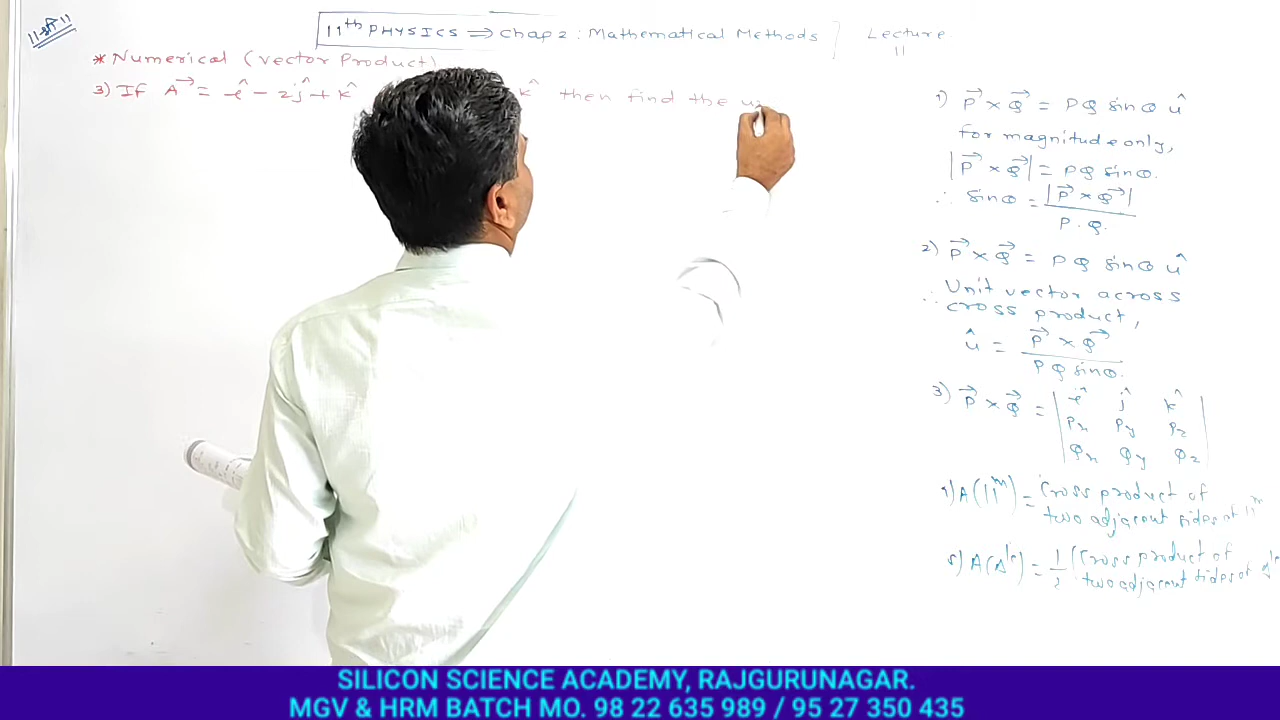 11th PHYSICS ⇒ Chap 2 : Mathematical Methods Lecture 11
* Numerical (vector Product)
3) If A⃗ = î - 2ĵ + k̂ k̂ then find the
1) P⃗ × Q⃗ = PQ sinθ û
for magnitude only,
|P⃗ × Q⃗| = PQ sinθ.
∴ sinθ = |P⃗ × Q⃗| / P.Q.
2) P⃗ × Q⃗ = PQ sinθ û
∴ Unit vector across
cross product,
û = P⃗ × Q⃗ / PQ sinθ.
3) P⃗ × Q⃗ = | î ĵ k̂ |
Px Py Pz
Qx Qy Qz
4) A(11m) = Cross product of
two adjacent sides of 11m
5) A(Δle) = 1/2 (Cross product of
two adjacent sides of Δle
SILICON SCIENCE ACADEMY, RAJGURUNAGAR.
MGV & HRM BATCH MO. 98 22 635 989 / 95 27 350 435